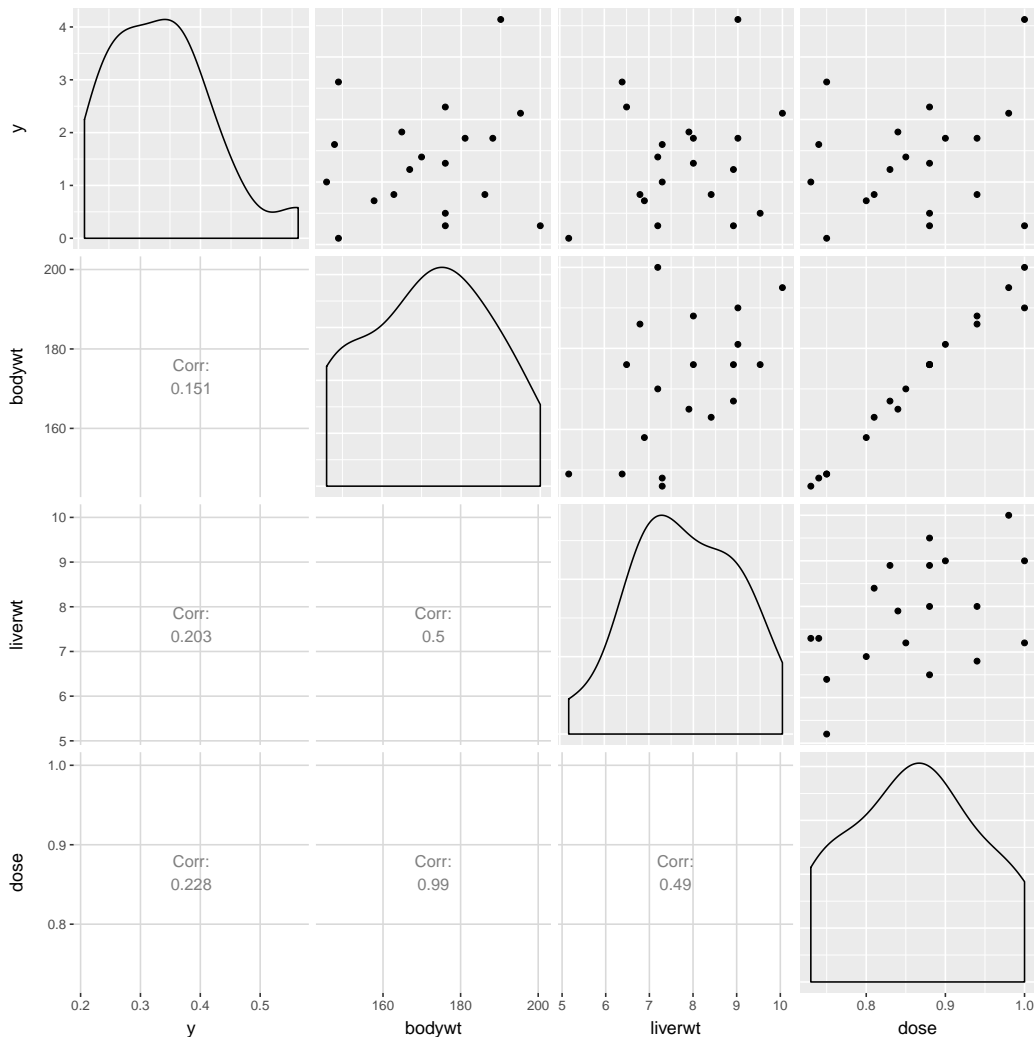 4
3
2
1
0
y
200
180
160
bodywt
Corr:
0.151
10
9
8
7
6
5
liverwt
Corr:
0.203
Corr:
0.5
1.0
0.9
0.8
dose
Corr:
0.228
Corr:
0.99
Corr:
0.49
0.2 0.3 0.4 0.5
160 180 200
5 6 7 8 9 10
0.8 0.9 1.0
y
bodywt
liverwt
dose